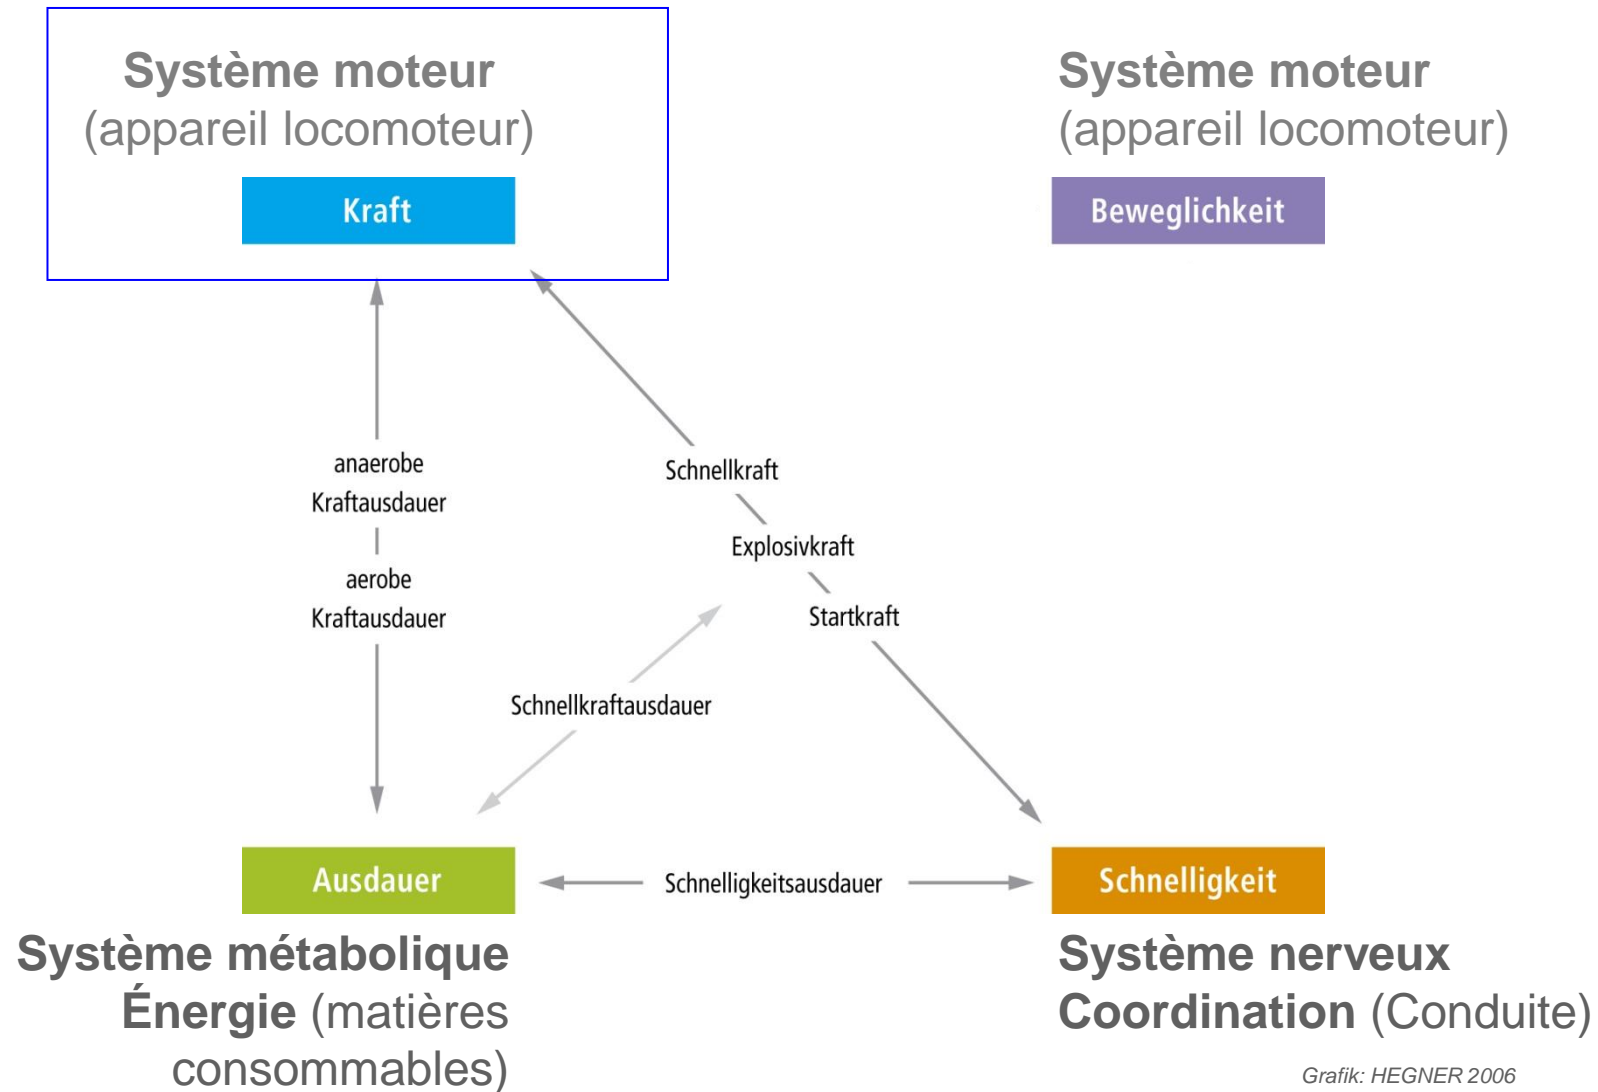 Système moteur
(appareil locomoteur)
Kraft
Système moteur
(appareil locomoteur)
Beweglichkeit
anaerobe
Kraftausdauer
aerobe
Kraftausdauer
Schnellkraft
Explosivkraft
Startkraft
Schnellkraftausdauer
Ausdauer
Schnelligkeitsausdauer
Schnelligkeit
Système métabolique
Énergie (matières
consommables)
Système nerveux
Coordination (Conduite)
Grafik: HEGNER 2006